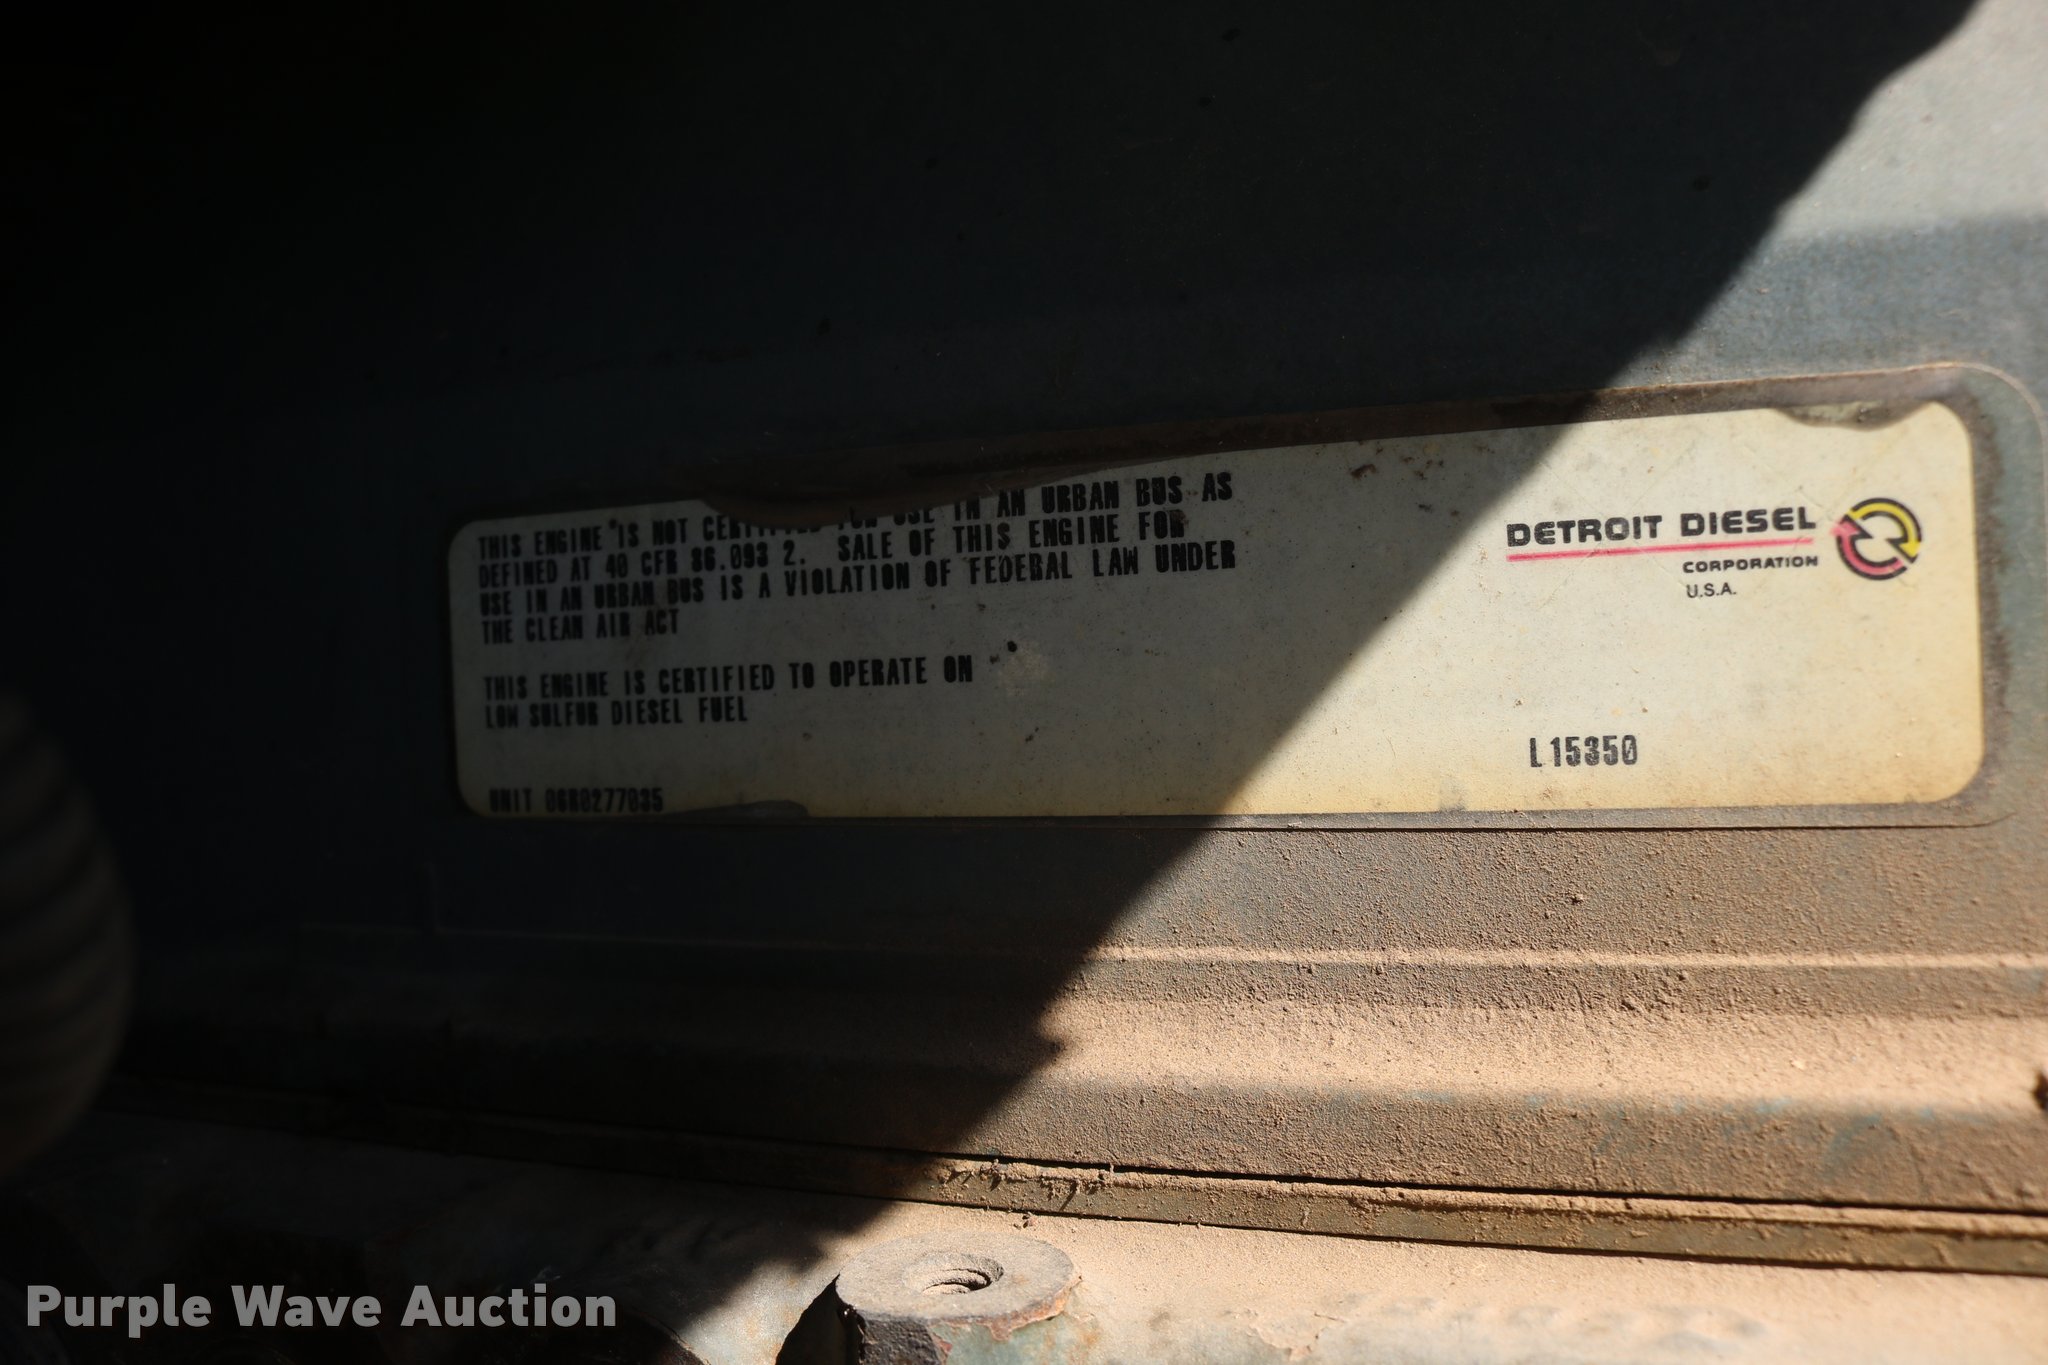 THIS ENGINE IS NOT CERTIFIED FOR USE IN AN URBAN BUS AS
DEFINED AT 40 CFR 86.093 2. SALE OF THIS ENGINE FOR
USE IN AN URBAN BUS IS A VIOLATION OF FEDERAL LAW UNDER
THE CLEAN AIR ACT
THIS ENGINE IS CERTIFIED TO OPERATE ON
LOW SULFUR DIESEL FUEL
UNIT 06R0277035
DETROIT DIESEL
CORPORATION
U.S.A.
L15350
Purple Wave Auction